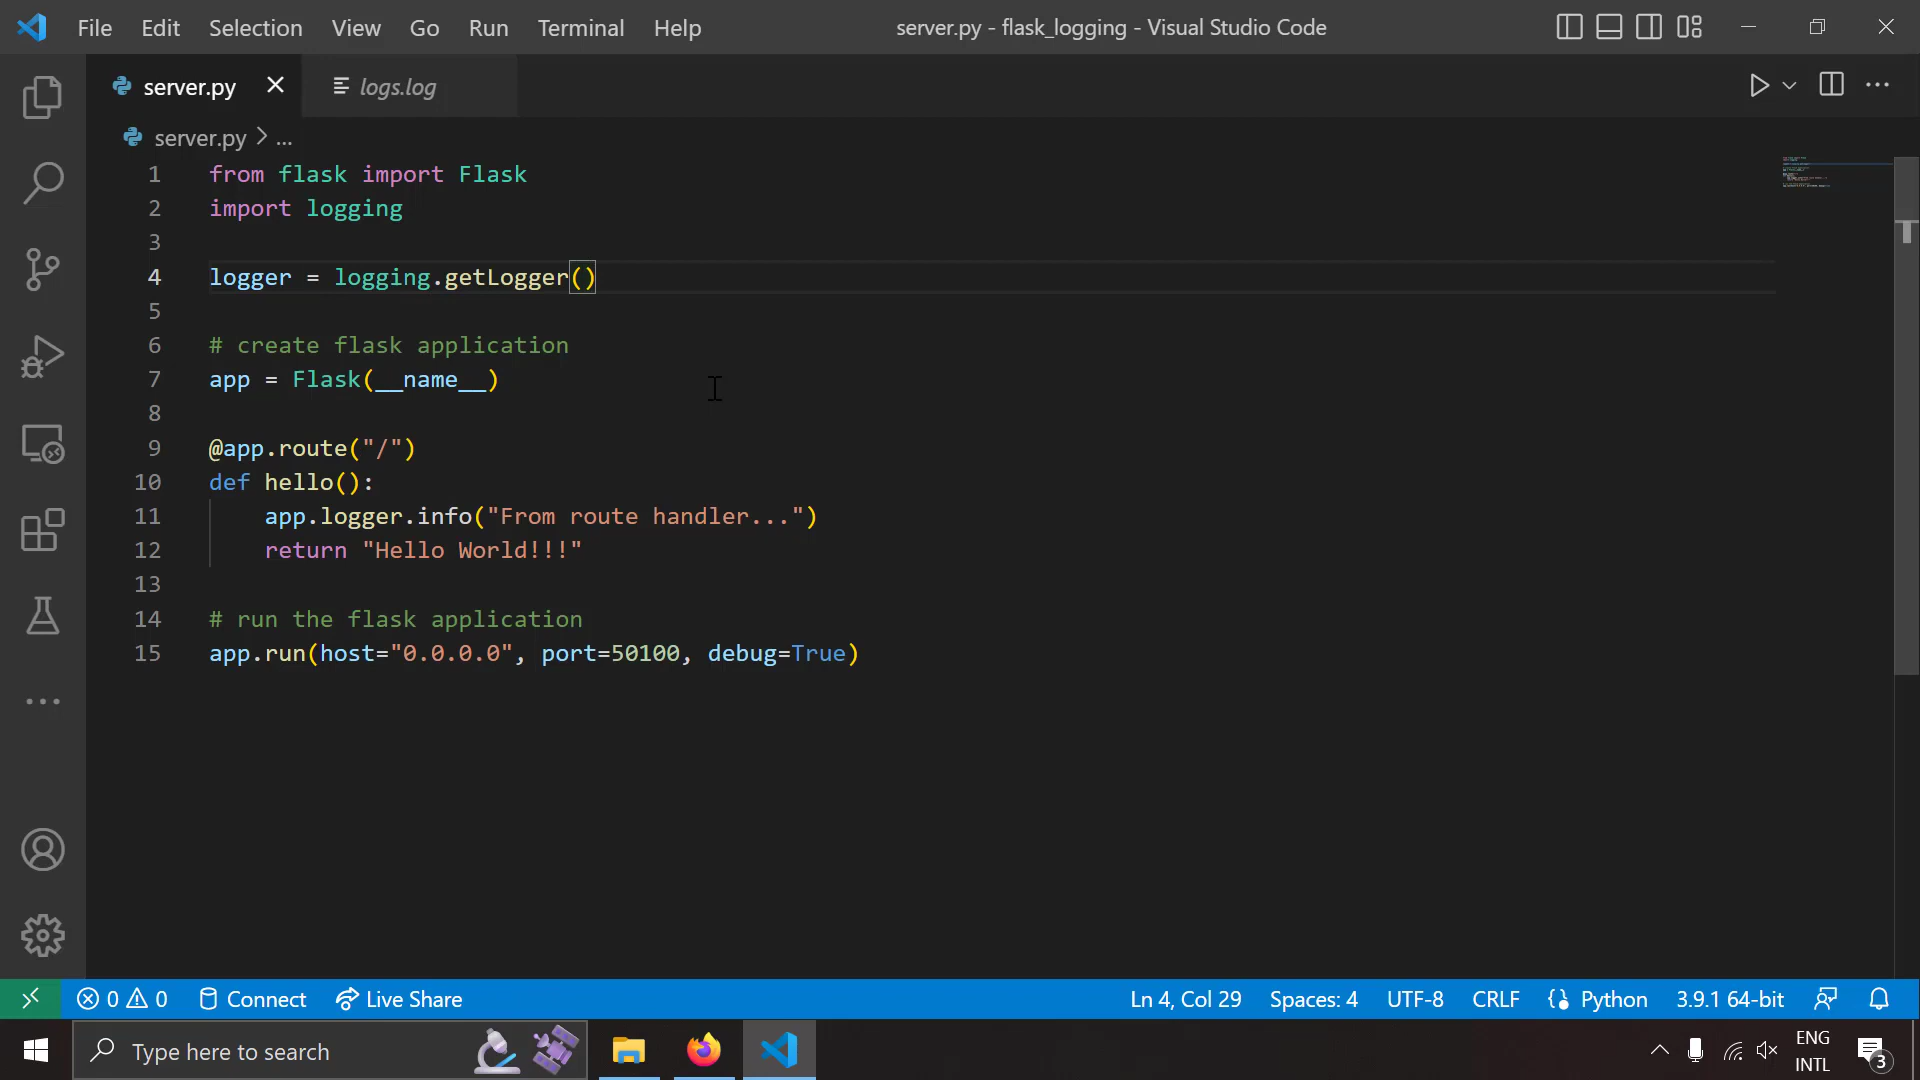 File Edit Selection View Go Run Terminal Help server.py - flask_logging - Visual Studio Code
server.py logs.log
server.py > ...
1 from flask import Flask
2 import logging
3
4 logger = logging.getLogger()
5
6 # create flask application
7 app = Flask(__name__)
8
9 @app.route("/")
10 def hello():
11 app.logger.info("From route handler...")
12 return "Hello World!!!"
13
14 # run the flask application
15 app.run(host="0.0.0.0", port=50100, debug=True)
0 0 Connect Live Share Ln 4, Col 29 Spaces: 4 UTF-8 CRLF Python 3.9.1 64-bit
Type here to search
ENG
INTL
3